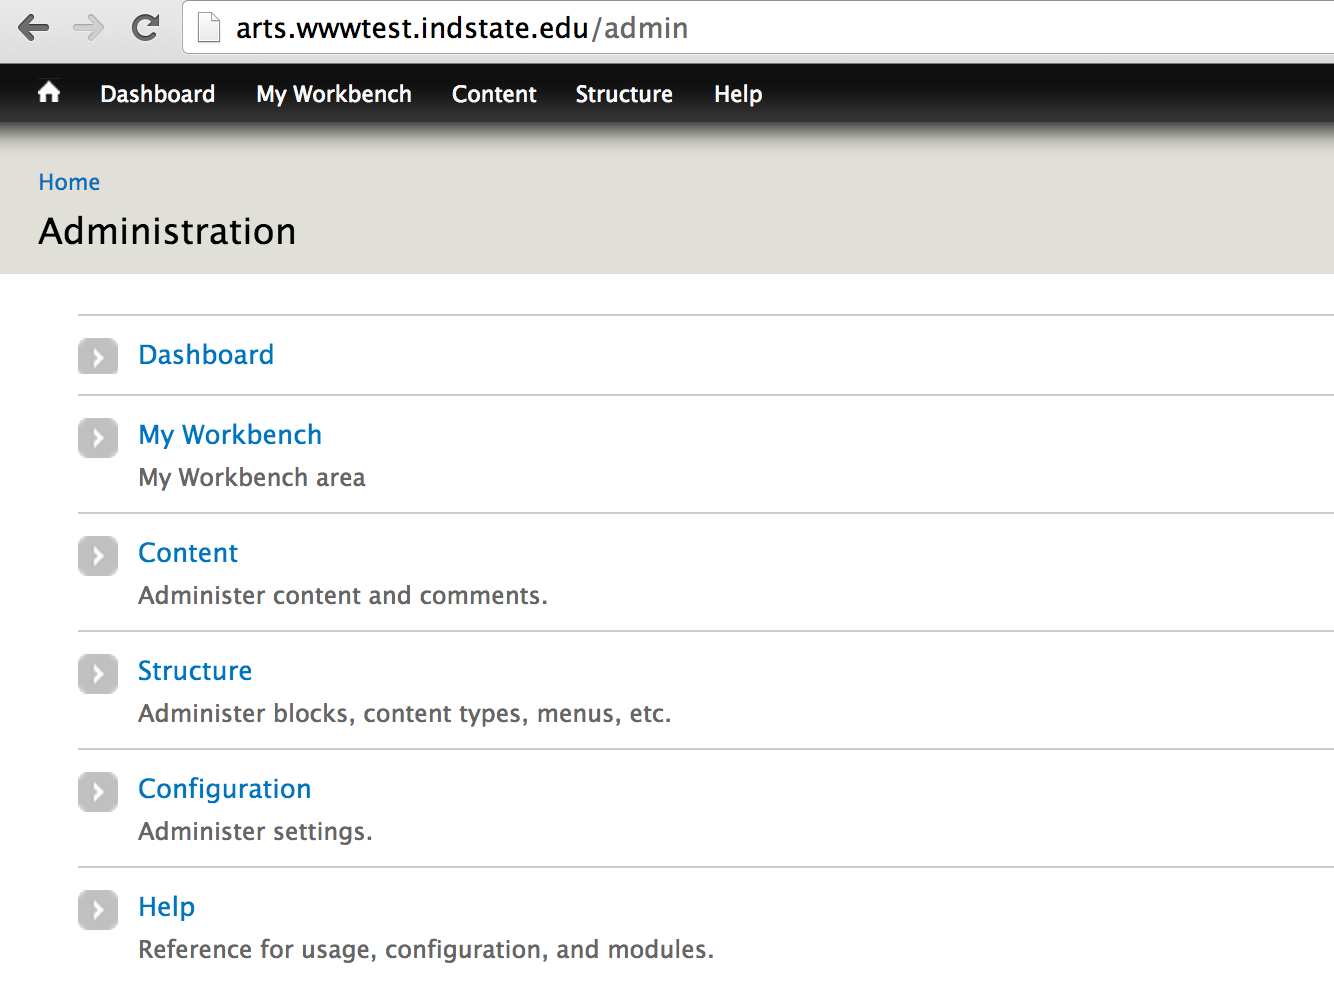 arts.wwwtest.indstate.edu/admin
Dashboard My Workbench Content Structure Help
Home
Administration
Dashboard
My Workbench
My Workbench area
Content
Administer content and comments.
Structure
Administer blocks, content types, menus, etc.
Configuration
Administer settings.
Help
Reference for usage, configuration, and modules.